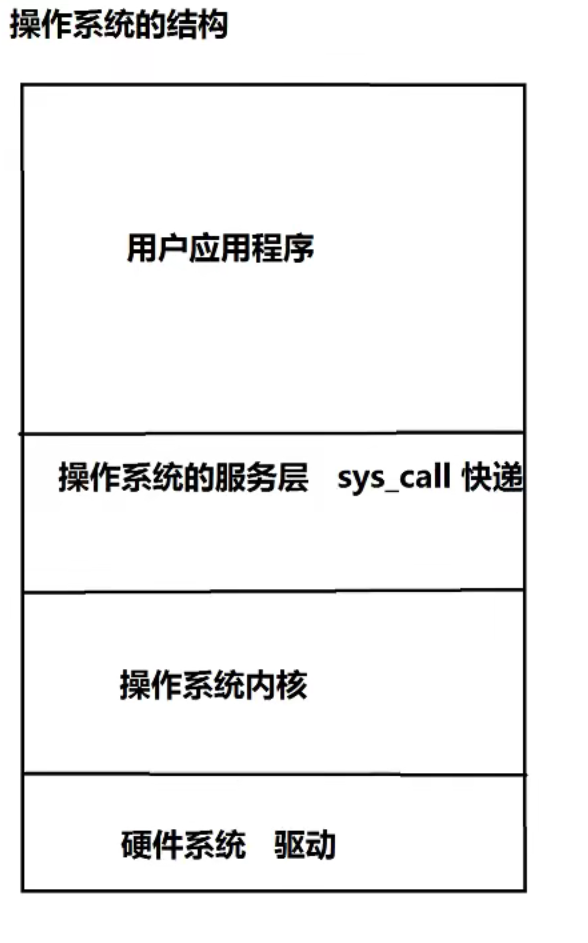 操作系统的结构
用户应用程序
操作系统的服务层 sys_call 快递
操作系统内核
硬件系统 驱动